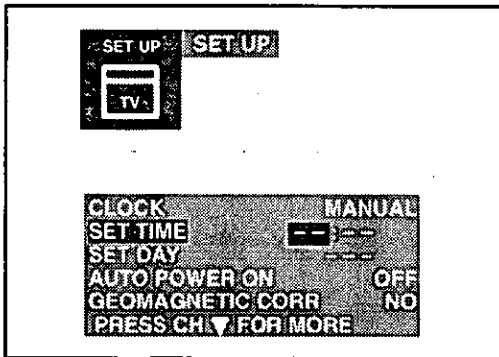 SET UP SET UP
TV
CLOCK MANUAL
SET TIME -- : --
SET DAY ---
AUTO POWER ON OFF
GEOMAGNETIC CORR NO
PRESS CH ▼ FOR MORE